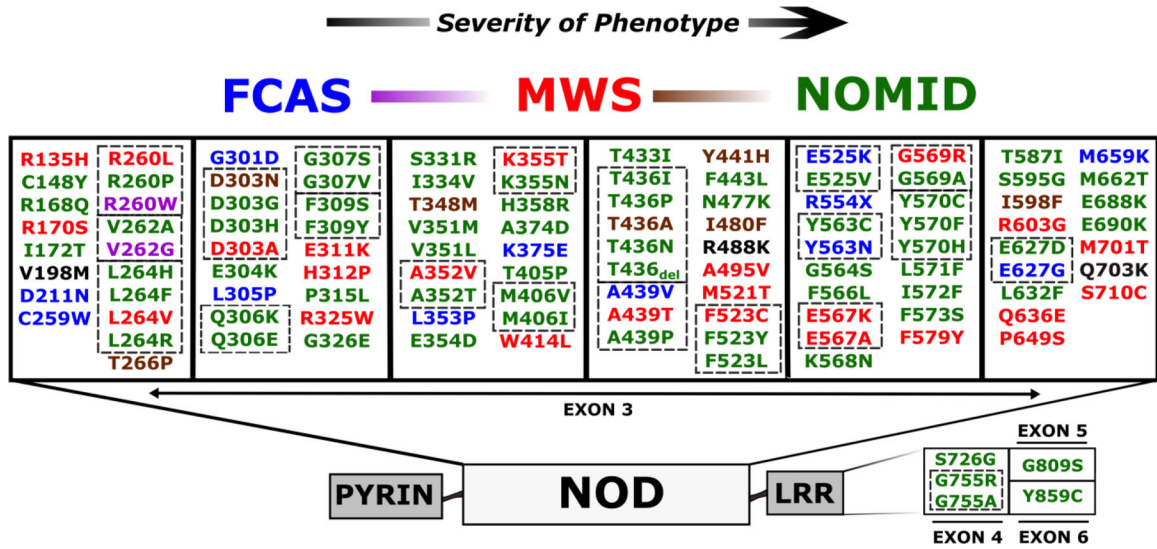 Severity of Phenotype
FCAS MWS NOMID
R135H
C148Y
R168Q
R170S
I172T
V198M
D211N
C259W
R260L
R260P
R260W
V262A
V262G
L264H
L264F
L264V
L264R
T266P
G301D
D303N
D303G
D303H
D303A
E304K
L305P
Q306K
Q306E
G307S
G307V
F309S
F309Y
E311K
H312P
P315L
R325W
G326E
S331R
I334V
T348M
V351M
V351L
A352V
A352T
L353P
E354D
K355T
K355N
H358R
A374D
K375E
T405P
M406V
M406I
W414L
T433I
T436I
T436P
T436A
T436N
T436del
A439V
A439T
A439P
Y441H
F443L
N477K
I480F
R488K
A495V
M521T
F523C
F523Y
F523L
E525K
E525V
R554X
Y563C
Y563N
G564S
F566L
E567K
E567A
K568N
G569R
G569A
Y570C
Y570F
Y570H
L571F
I572F
F573S
F579Y
T587I
S595G
I598F
R603G
E627D
E627G
L632F
Q636E
P649S
M659K
M662T
E688K
E690K
M701T
Q703K
S710C
EXON 3
PYRIN NOD LRR
EXON 5
S726G
G755R
G755A
G809S
Y859C
EXON 4 EXON 6